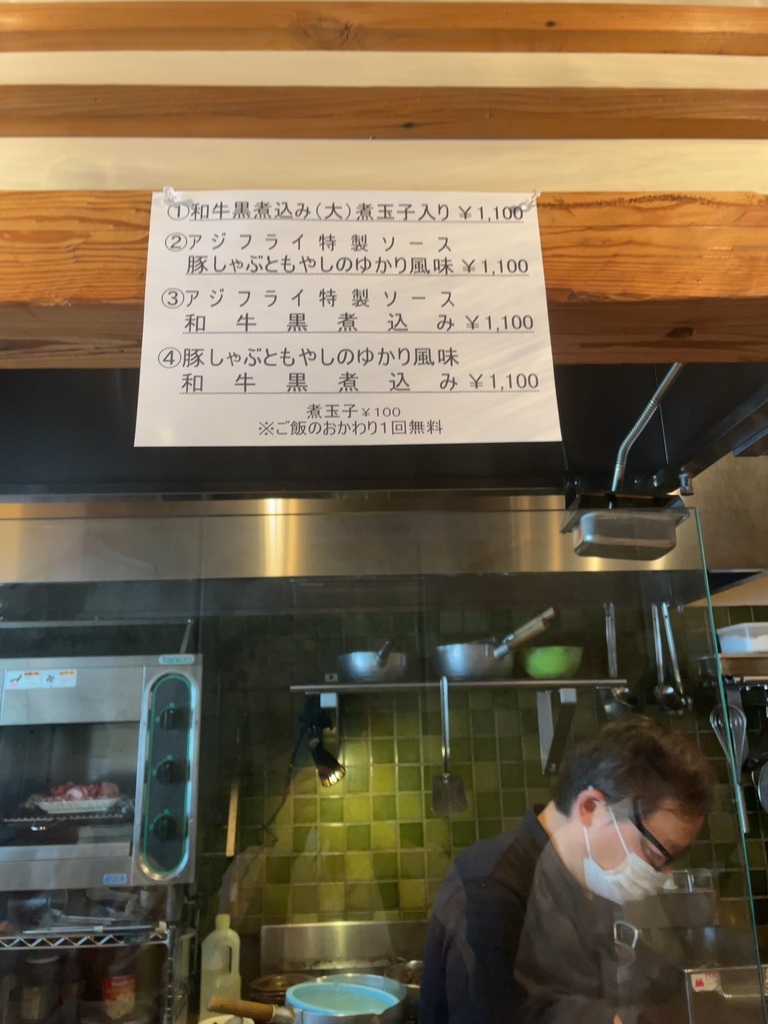 ①和牛黒煮込み(大)煮玉子入り ¥1,100
②アジフライ特製ソース
豚しゃぶともやしのゆかり風味 ¥1,100
③アジフライ特製ソース
和牛黒煮込み ¥1,100
④豚しゃぶともやしのゆかり風味
和牛黒煮込み ¥1,100
煮玉子 ¥100
※ご飯のおかわり1回無料